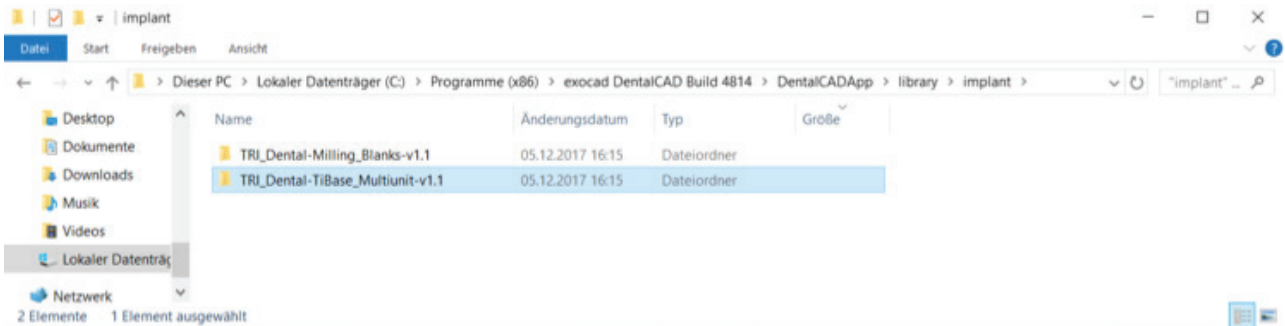 implant
Datei Start Freigeben Ansicht
Dieser PC > Lokaler Datenträger (C:) > Programme (x86) > exocad DentalCAD Build 4814 > DentalCADApp > library > implant > "implant" ...
Desktop
Dokumente
Downloads
Musik
Videos
Lokaler Datenträg
Netzwerk
Name Änderungsdatum Typ Größe
TRI_Dental-Milling_Blanks-v1.1 05.12.2017 16:15 Dateiordner
TRI_Dental-TiBase_Multiunit-v1.1 05.12.2017 16:15 Dateiordner
2 Elemente 1 Element ausgewählt